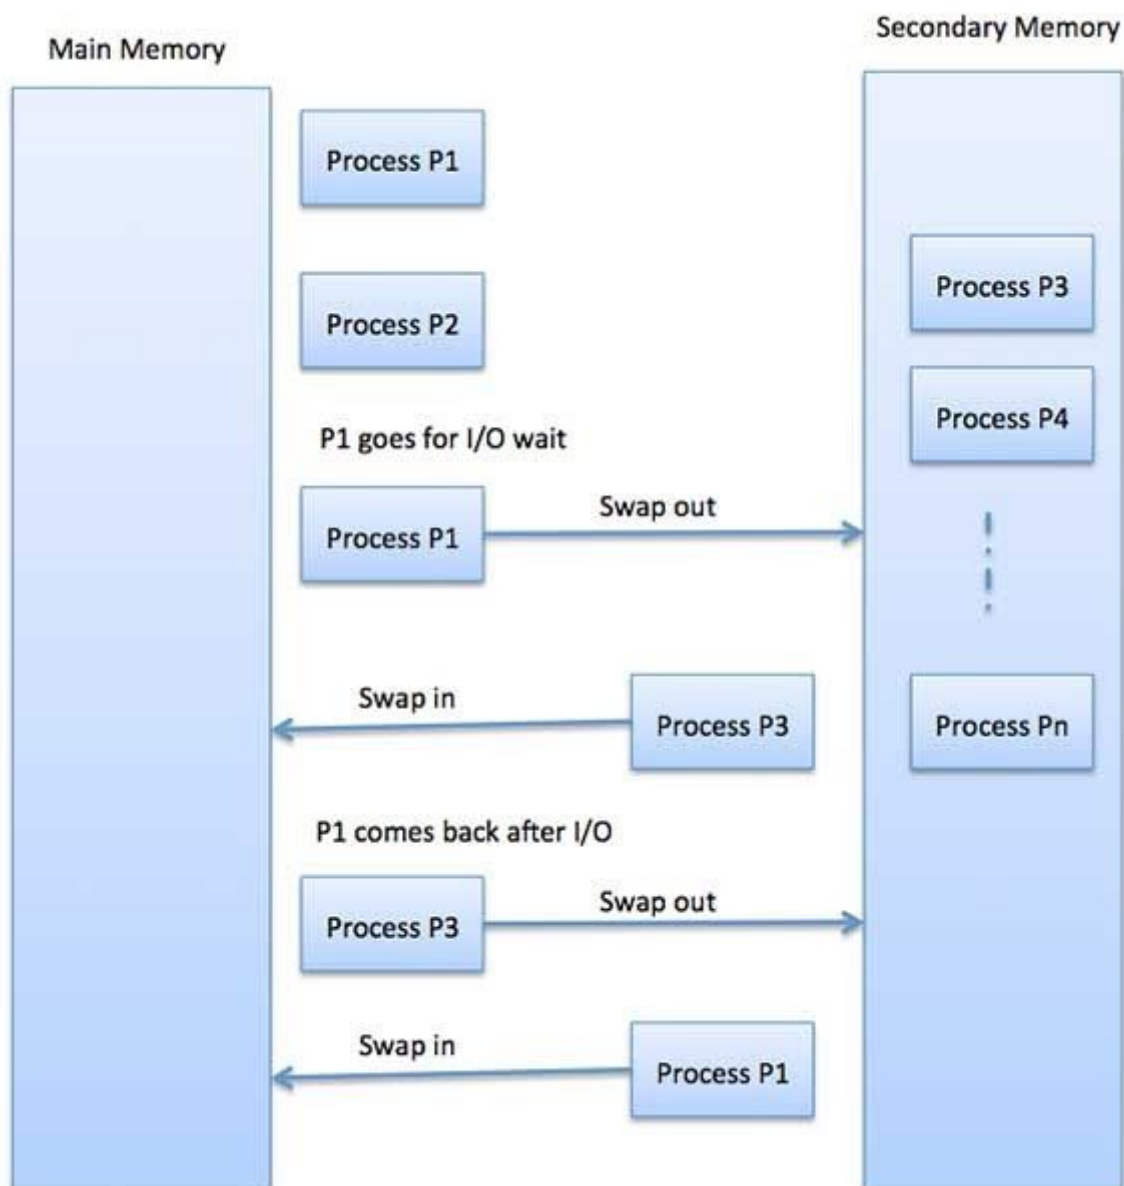 Main Memory
Secondary Memory
Process P1
Process P2
Process P3
Process P4
P1 goes for I/O wait
Process P1
Swap out
Swap in
Process P3
Process Pn
P1 comes back after I/O
Process P3
Swap out
Swap in
Process P1